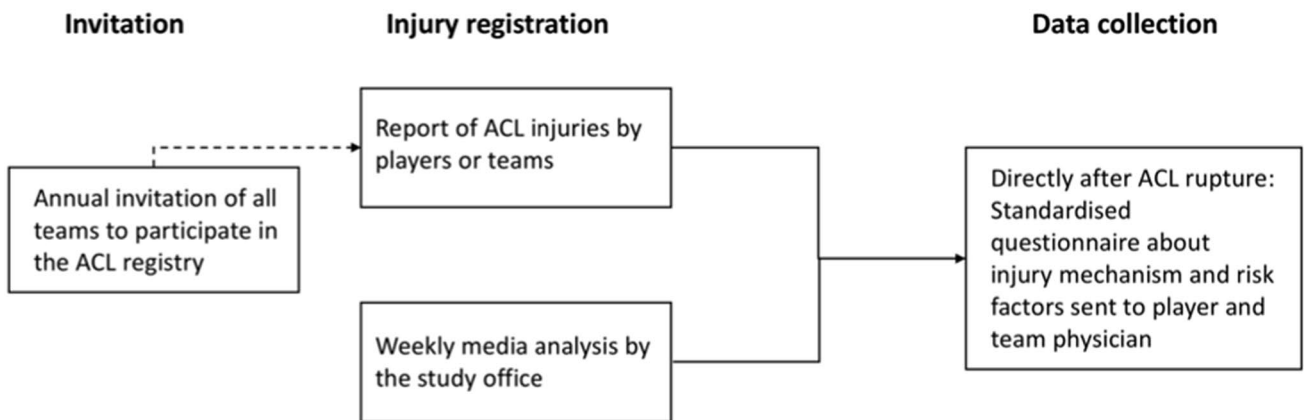 Invitation
Injury registration
Data collection
Annual invitation of all
teams to participate in
the ACL registry
Report of ACL injuries by
players or teams
Weekly media analysis by
the study office
Directly after ACL rupture:
Standardised
questionnaire about
injury mechanism and risk
factors sent to player and
team physician